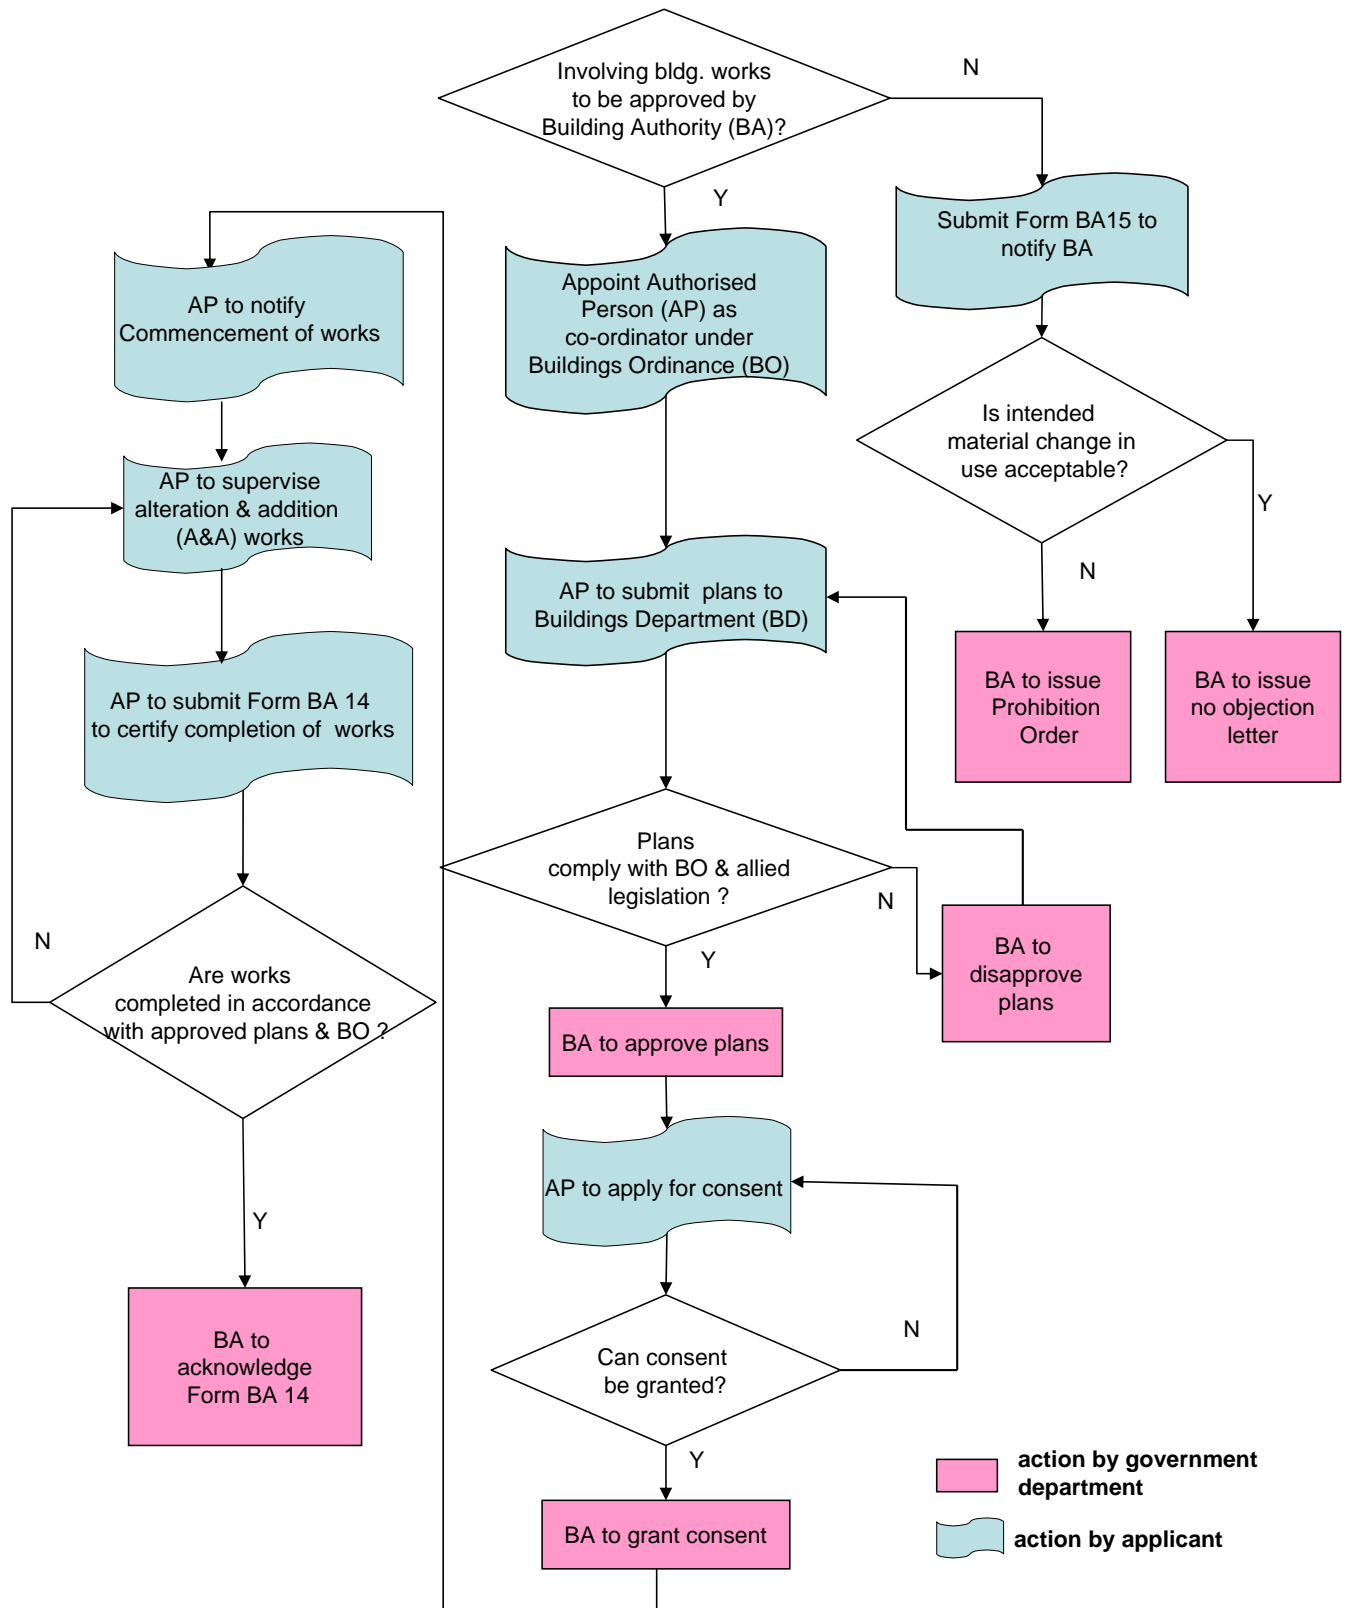 Involving bldg. works
to be approved by
Building Authority (BA)?
N
Y
Submit Form BA15 to
notify BA
Is intended
material change in
use acceptable?
N
Y
BA to issue
Prohibition
Order
BA to issue
no objection
letter
Appoint Authorised
Person (AP) as
co-ordinator under
Buildings Ordinance (BO)
AP to submit plans to
Buildings Department (BD)
Plans
comply with BO & allied
legislation ?
N
Y
BA to
disapprove
plans
BA to approve plans
AP to apply for consent
Can consent
be granted?
N
Y
BA to grant consent
AP to notify
Commencement of works
AP to supervise
alteration & addition
(A&A) works
AP to submit Form BA 14
to certify completion of works
Are works
completed in accordance
with approved plans & BO ?
N
Y
BA to
acknowledge
Form BA 14
action by government
department
action by applicant